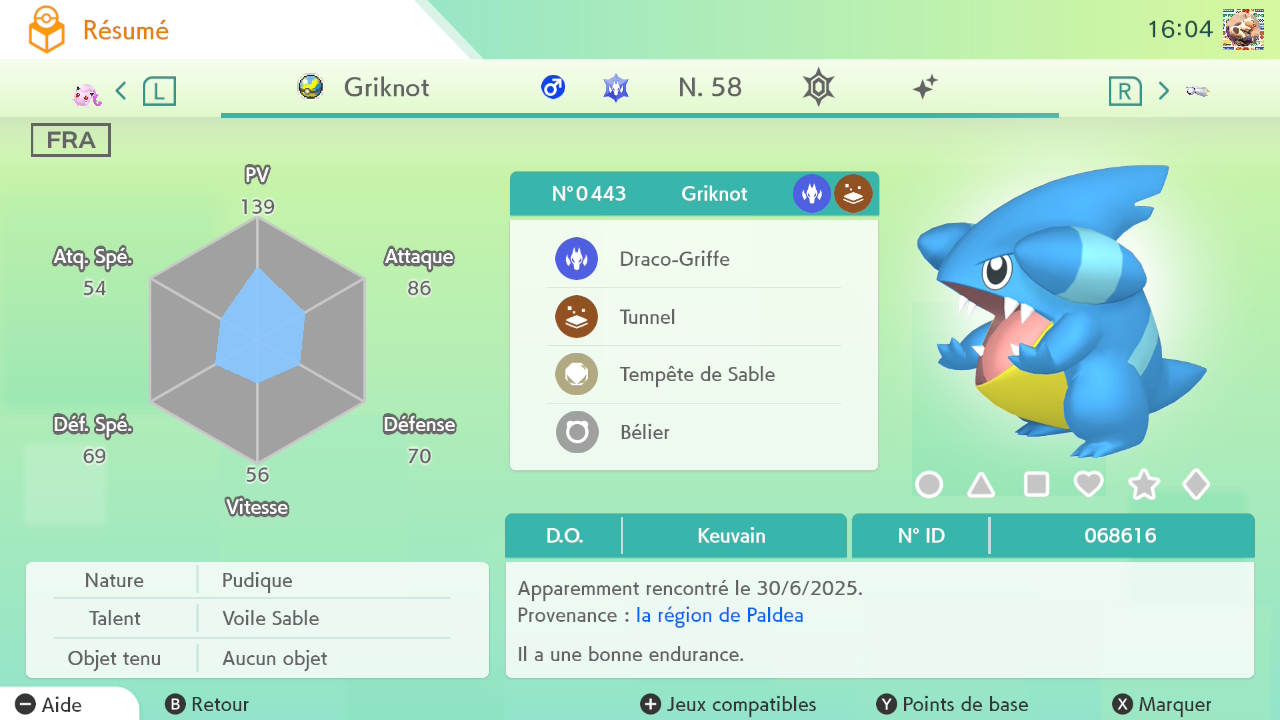 Résumé
16:04
L
Griknot
N. 58
R
FRA
PV
139
Atq. Spé.
54
Attaque
86
Déf. Spé.
69
Défense
70
56
Vitesse
N° 0443 Griknot
Draco-Griffe
Tunnel
Tempête de Sable
Bélier
D.O. Keuvain
N° ID 068616
Nature Pudique
Talent Voile Sable
Objet tenu Aucun objet
Apparemment rencontré le 30/6/2025.
Provenance : la région de Paldea
Il a une bonne endurance.
Aide
B Retour
Jeux compatibles
Y Points de base
X Marquer